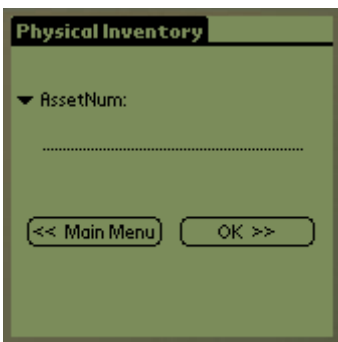 Physical Inventory
AssetNum:
<< Main Menu
OK >>